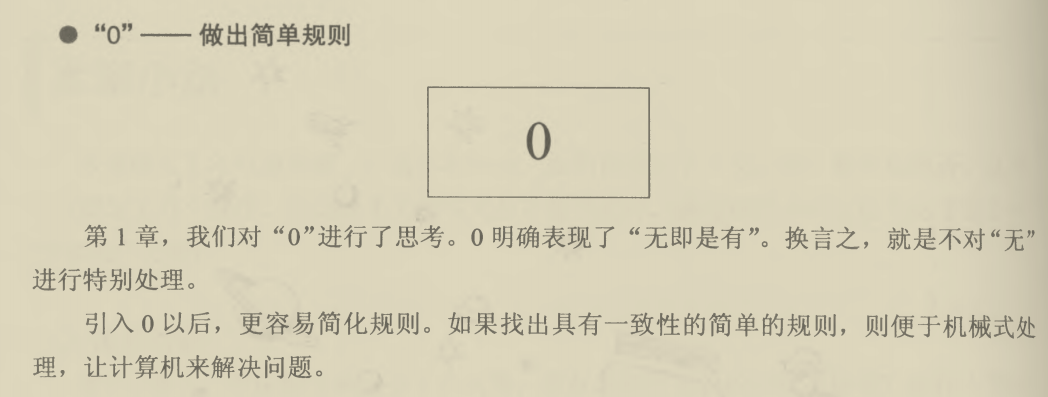 ● “0” —— 做出简单规则
0
第 1 章，我们对“0”进行了思考。0 明确表现了“无即是有”。换言之，就是不对“无”
进行特别处理。
引入 0 以后，更容易简化规则。如果找出具有一致性的简单的规则，则便于机械式处
理，让计算机来解决问题。